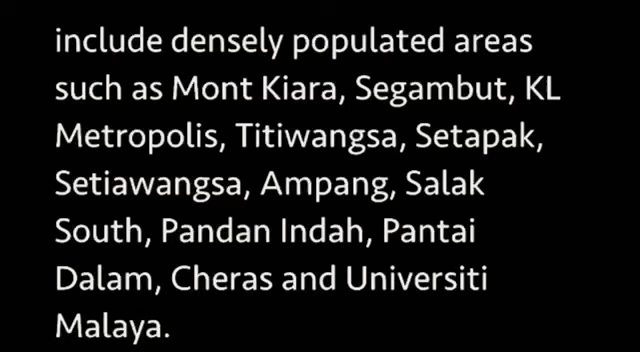 include densely populated areas
such as Mont Kiara, Segambut, KL
Metropolis, Titiwangsa, Setapak,
Setiawangsa, Ampang, Salak
South, Pandan Indah, Pantai
Dalam, Cheras and Universiti
Malaya.